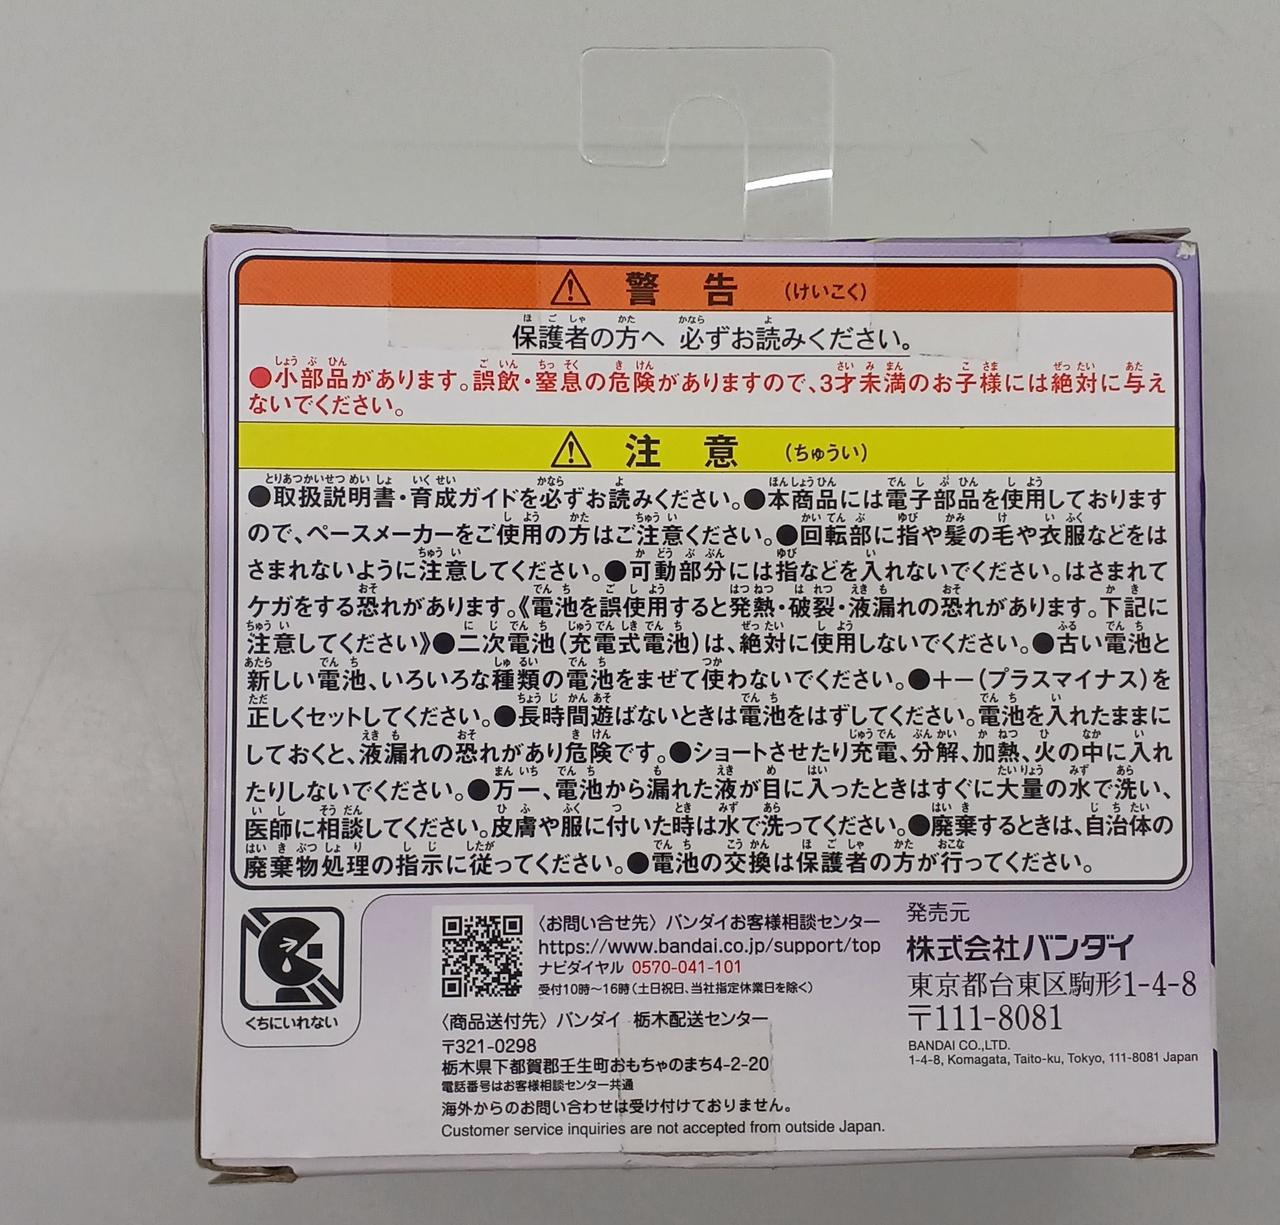 警告 (けいこく)
保護者の方へ 必ずお読みください。
●小部品があります。誤飲・窒息の危険がありますので、3才未満のお子様には絶対に与え
ないでください。
注意 (ちゅうい)
●取扱説明書・育成ガイドを必ずお読みください。●本商品には電子部品を使用しております
ので、ペースメーカーをご使用の方はご注意ください。●回転部に指や髪の毛や衣服などをは
さまれないように注意してください。●可動部分には指などを入れないでください。はさまれて
ケガをする恐れがあります。《電池を誤使用すると発熱・破裂・液漏れの恐れがあります。下記に
注意してください》●二次電池(充電式電池)は、絶対に使用しないでください。●古い電池と
新しい電池、いろいろな種類の電池をまぜて使わないでください。●+-(プラスマイナス)を
正しくセットしてください。●長時間遊ばないときは電池をはずしてください。電池を入れたままに
しておくと、液漏れの恐れがあり危険です。●ショートさせたり充電、分解、加熱、火の中に入れ
たりしないでください。●万一、電池から漏れた液が目に入ったときはすぐに大量の水で洗い、
医師に相談してください。皮膚や服に付いた時は水で洗ってください。●廃棄するときは、自治体の
廃棄物処理の指示に従ってください。●電池の交換は保護者の方が行ってください。
くちにいれない
〈お問い合せ先〉バンダイお客様相談センター
https://www.bandai.co.jp/support/top
ナビダイヤル 0570-041-101
受付10時~16時(土日祝日、当社指定休業日を除く)
〈商品送付先〉バンダイ 栃木配送センター
〒321-0298
栃木県下都賀郡壬生町おもちゃのまち4-2-20
電話番号はお客様相談センター共通
海外からのお問い合わせは受け付けておりません。
Customer service inquiries are not accepted from outside Japan.
発売元
株式会社バンダイ
東京都台東区駒形1-4-8
〒111-8081
BANDAI CO.,LTD.
1-4-8, Komagata, Taito-ku, Tokyo, 111-8081 Japan